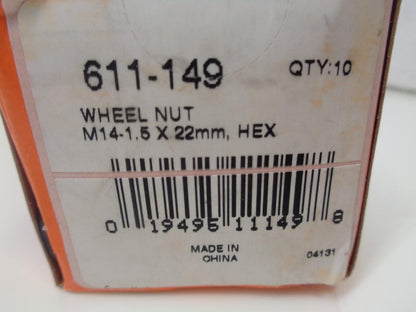 611-149 QTY:10
WHEEL NUT
M14-1.5 X 22mm, HEX
0 19495 11149 8
MADE IN
CHINA
04131